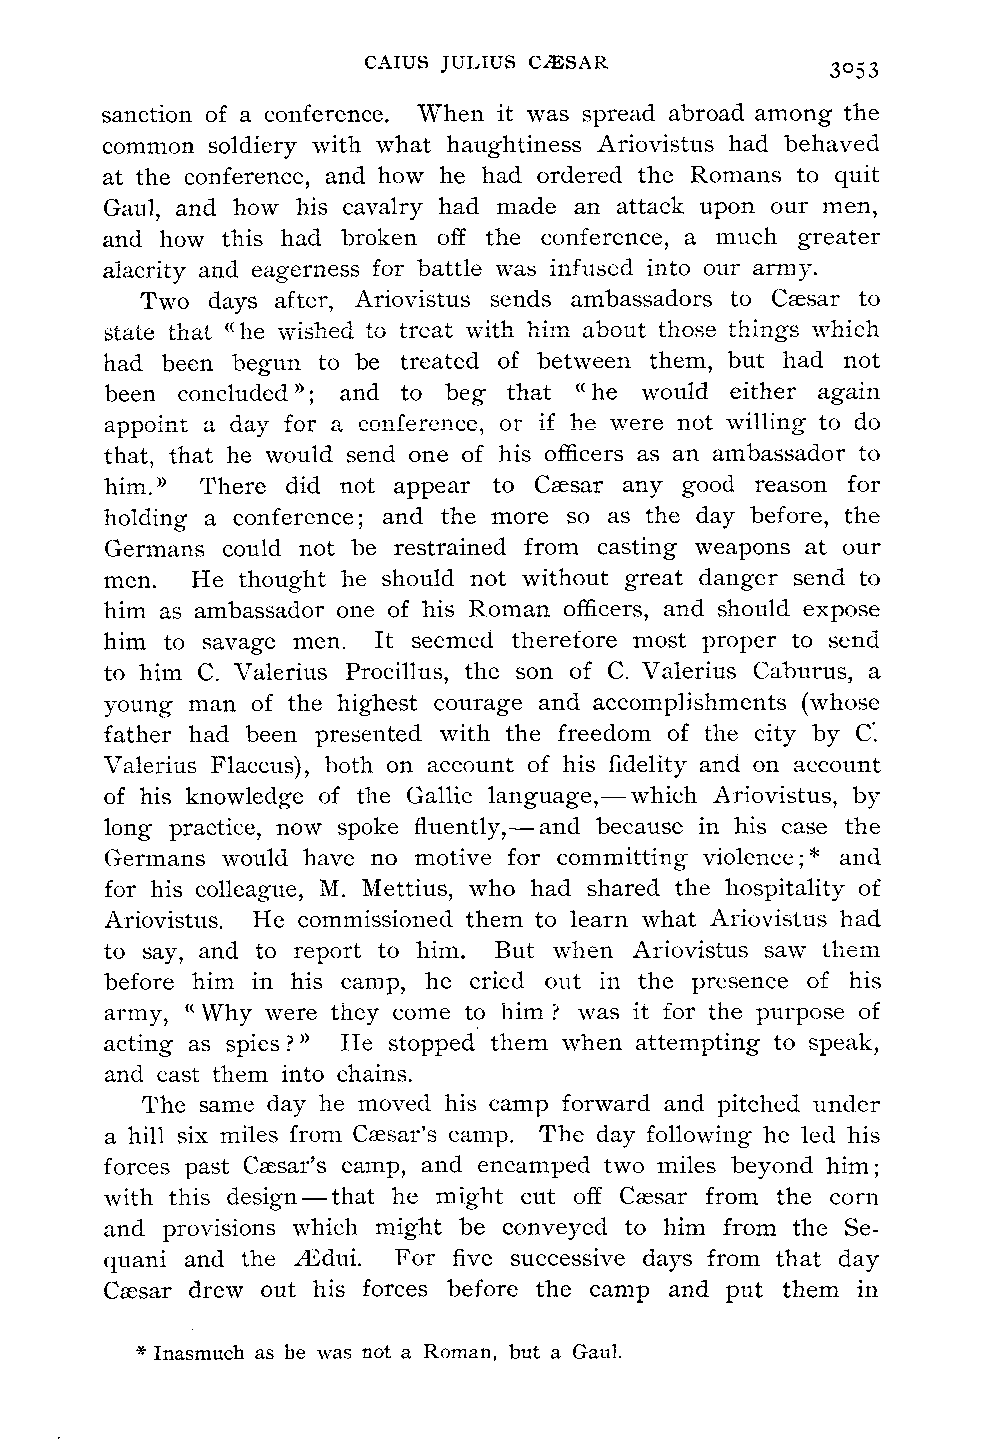 CAIUS JULIUS CÆSAR 3053
sanction of a conference. When it was spread abroad among the
common soldiery with what haughtiness Ariovistus had behaved
at the conference, and how he had ordered the Romans to quit
Gaul, and how his cavalry had made an attack upon our men,
and how this had broken off the conference, a much greater
alacrity and eagerness for battle was infused into our army.
Two days after, Ariovistus sends ambassadors to Cæsar to
state that «he wished to treat with him about those things which
had been begun to be treated of between them, but had not
been concluded»; and to beg that «he would either again
appoint a day for a conference, or if he were not willing to do
that, that he would send one of his officers as an ambassador to
him.» There did not appear to Cæsar any good reason for
holding a conference; and the more so as the day before, the
Germans could not be restrained from casting weapons at our
men. He thought he should not without great danger send to
him as ambassador one of his Roman officers, and should expose
him to savage men. It seemed therefore most proper to send
to him C. Valerius Procillus, the son of C. Valerius Caburus, a
young man of the highest courage and accomplishments (whose
father had been presented with the freedom of the city by C.
Valerius Flaccus), both on account of his fidelity and on account
of his knowledge of the Gallic language,—which Ariovistus, by
long practice, now spoke fluently,—and because in his case the
Germans would have no motive for committing violence;* and
for his colleague, M. Mettius, who had shared the hospitality of
Ariovistus. He commissioned them to learn what Ariovistus had
to say, and to report to him. But when Ariovistus saw them
before him in his camp, he cried out in the presence of his
army, «Why were they come to him? was it for the purpose of
acting as spies?» He stopped them when attempting to speak,
and cast them into chains.
The same day he moved his camp forward and pitched under
a hill six miles from Cæsar's camp. The day following he led his
forces past Cæsar's camp, and encamped two miles beyond him;
with this design—that he might cut off Cæsar from the corn
and provisions which might be conveyed to him from the Se-
quani and the Ædui. For five successive days from that day
Cæsar drew out his forces before the camp and put them in
* Inasmuch as he was not a Roman, but a Gaul.